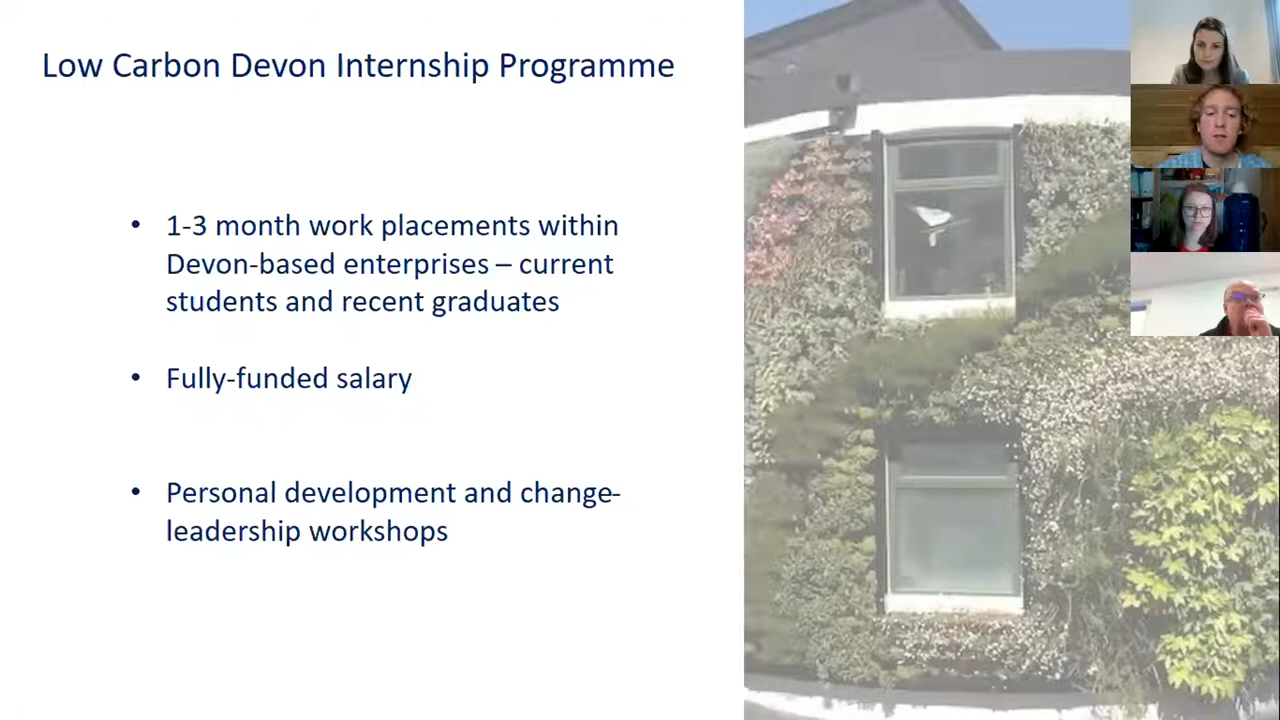 Low Carbon Devon Internship Programme
• 1-3 month work placements within
Devon-based enterprises – current
students and recent graduates
• Fully-funded salary
• Personal development and change-
leadership workshops